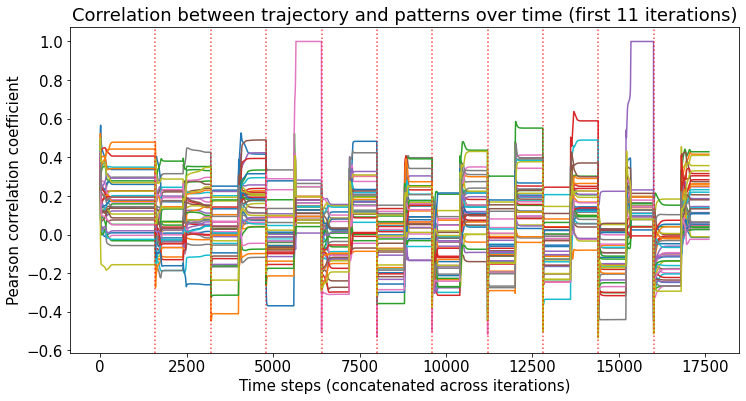 Correlation between trajectory and patterns over time (first 11 iterations)
Pearson correlation coefficient
1.0
0.8
0.6
0.4
0.2
0.0
−0.2
−0.4
−0.6
0 2500 5000 7500 10000 12500 15000 17500
Time steps (concatenated across iterations)